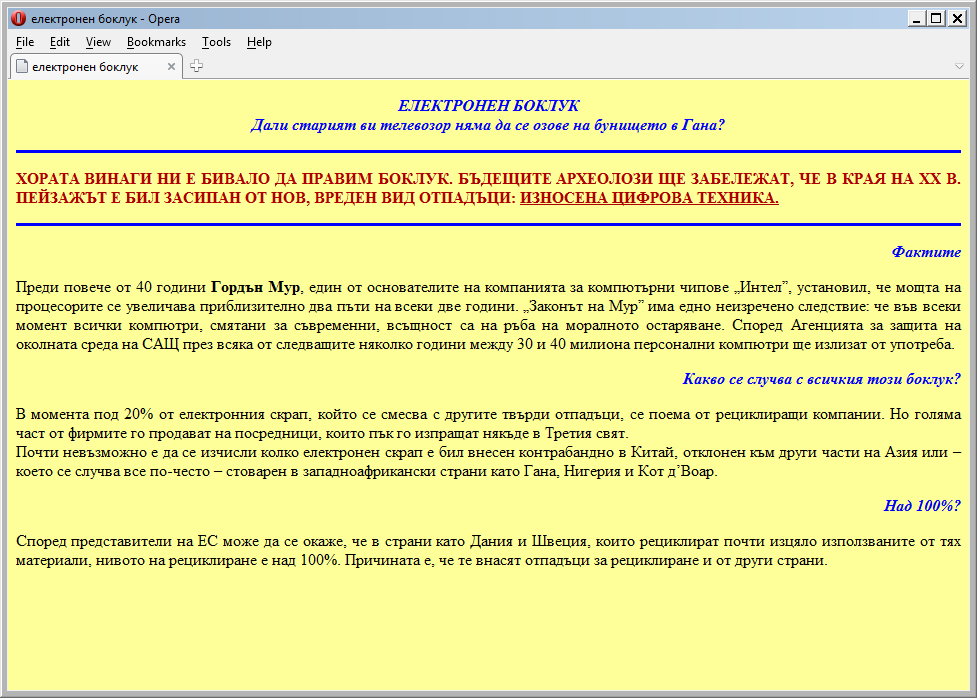 електронен боклук - Opera
File Edit View Bookmarks Tools Help
електронен боклук
ЕЛЕКТРОНЕН БОКЛУК
Дали старият ви телевозор няма да се озове на бунището в Гана?
ХОРАТА ВИНАГИ НИ Е БИВАЛО ДА ПРАВИМ БОКЛУК. БЪДЕЩИТЕ АРХЕОЛОЗИ ЩЕ ЗАБЕЛЕЖАТ, ЧЕ В КРАЯ НА XX В.
ПЕЙЗАЖЪТ Е БИЛ ЗАСИПАН ОТ НОВ, ВРЕДЕН ВИД ОТПАДЪЦИ: ИЗНОСЕНА ЦИФРОВА ТЕХНИКА.
Фактите
Преди повече от 40 години Гордън Мур, един от основателите на компанията за компютърни чипове „Интел”, установил, че мощта на
процесорите се увеличава приблизително два пъти на всеки две години. „Законът на Мур” има едно неизречено следствие: че във всеки
момент всички компютри, смятани за съвременни, всъщност са на ръба на моралното остаряване. Според Агенцията за защита на
околната среда на САЩ през всяка от следващите няколко години между 30 и 40 милиона персонални компютри ще излизат от употреба.
Какво се случва с всичкия този боклук?
В момента под 20% от електронния скрап, който се смесва с другите твърди отпадъци, се поема от рециклиращи компании. Но голяма
част от фирмите го продават на посредници, които пък го изпращат някъде в Третия свят.
Почти невъзможно е да се изчисли колко електронен скрап е бил внесен контрабандно в Китай, отклонен към други части на Азия или –
което се случва все по-често – стоварен в западноафрикански страни като Гана, Нигерия и Кот д’Воар.
Над 100%?
Според представители на ЕС може да се окаже, че в страни като Дания и Швеция, които рециклират почти изцяло използваните от тях
материали, нивото на рециклиране е над 100%. Причината е, че те внасят отпадъци за рециклиране и от други страни.